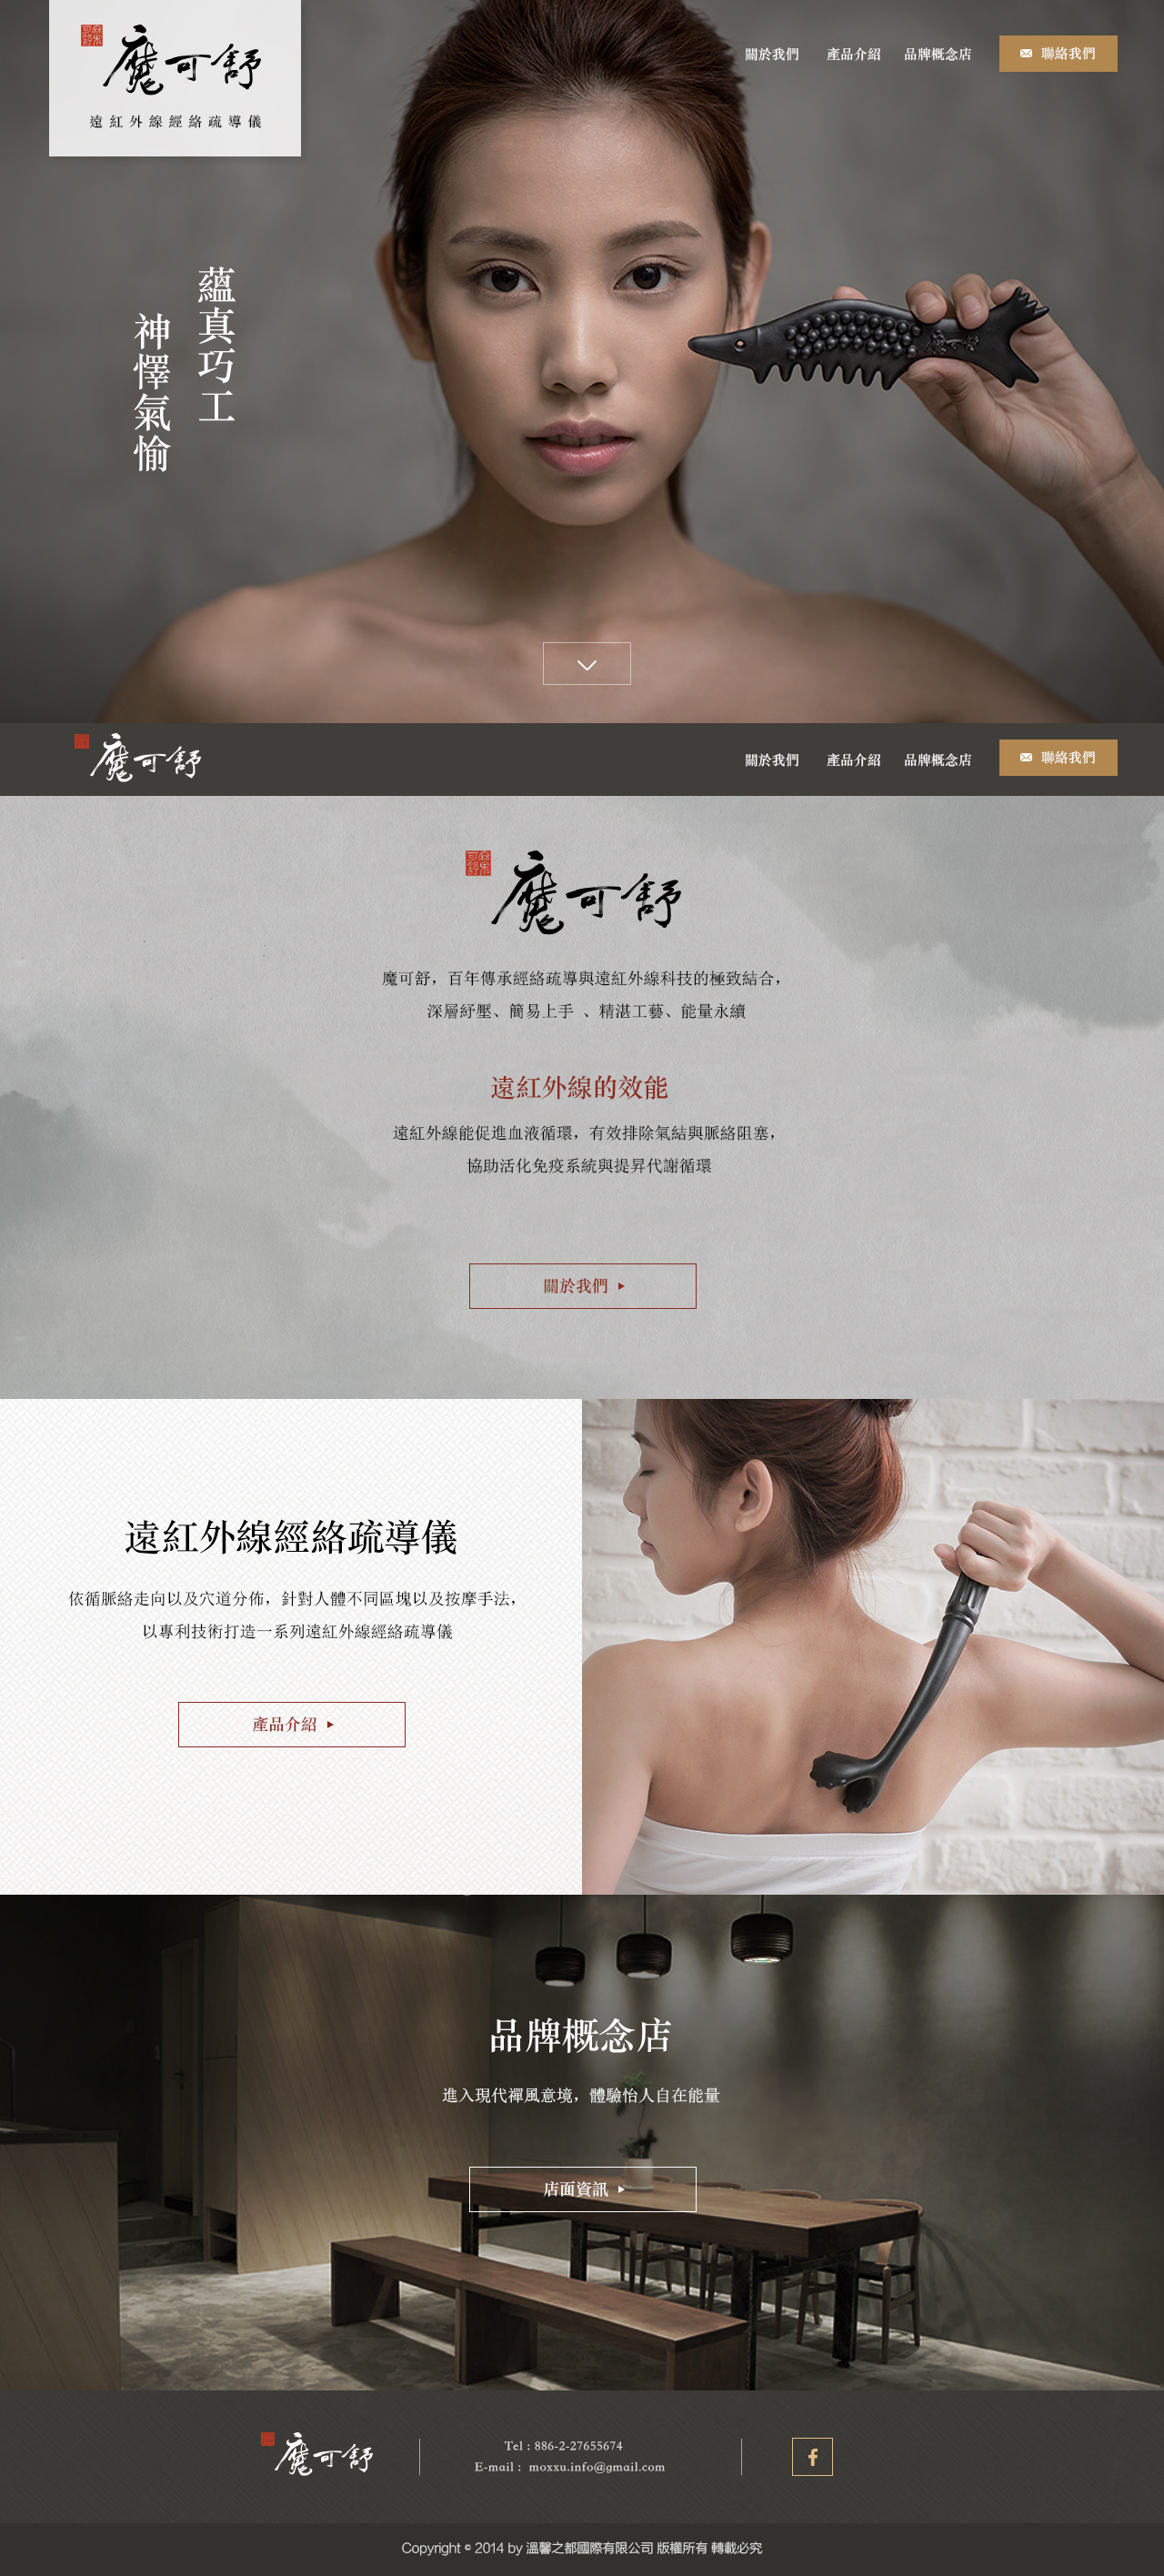 魔可舒
遠紅外線經絡疏導儀
關於我們 產品介紹 品牌概念店 聯絡我們
蘊真巧工
神懌氣愉
魔可舒
關於我們 產品介紹 品牌概念店 聯絡我們
魔可舒
魔可舒，百年傳承經絡疏導與遠紅外線科技的極致結合，
深層紓壓、簡易上手 、精湛工藝、能量永續
遠紅外線的效能
遠紅外線能促進血液循環，有效排除氣結與脈絡阻塞，
協助活化免疫系統與提昇代謝循環
關於我們
遠紅外線經絡疏導儀
依循脈絡走向以及穴道分佈，針對人體不同區塊以及按摩手法，
以專利技術打造一系列遠紅外線經絡疏導儀
產品介紹
品牌概念店
進入現代禪風意境，體驗怡人自在能量
店面資訊
魔可舒
Tel : 886-2-27655674
E-mail : moxxu.info@gmail.com
f
Copyright © 2014 by 溫馨之都國際有限公司 版權所有 轉載必究